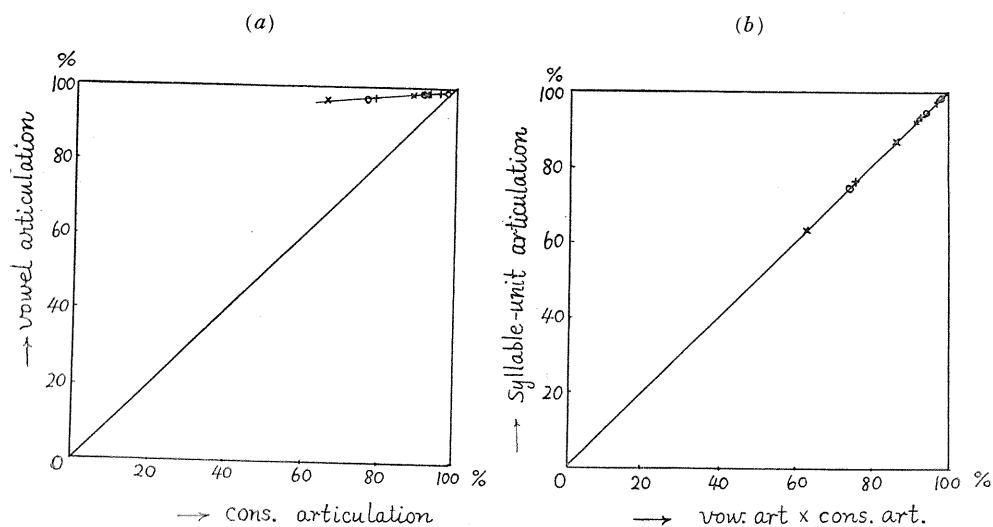 (a)
%
100
80
60
40
20
0
20 40 60 80 100 %
→ vowel articulation
→ cons. articulation
(b)
%
100
80
60
40
20
0 20 40 60 80 100 %
→ Syllable-unit articulation
→ vow. art x cons. art.